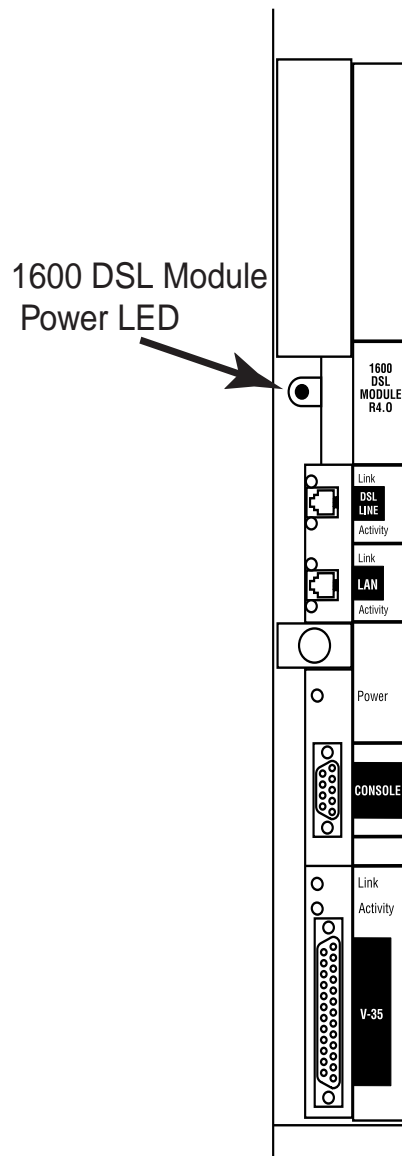 1600 DSL Module
Power LED
1600
DSL
MODULE
R4.0
Link
DSL
LINE
Activity
Link
LAN
Activity
Power
CONSOLE
Link
Activity
V-35